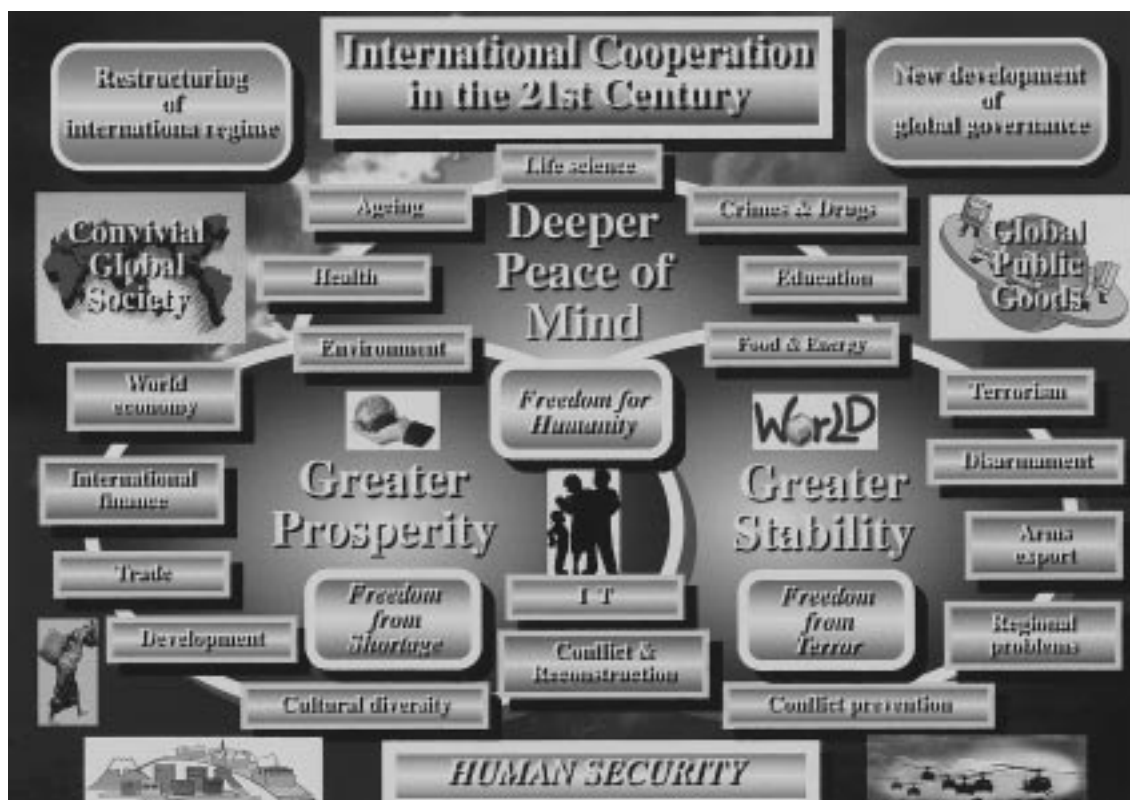 International Cooperation
in the 21st Century
Restructuring
of
internationa regime
New development
of
global governance
Life science
Ageing
Crimes & Drugs
Convivial
Global
Society
Deeper
Peace of
Mind
Global
Public
Goods
Health
Education
Environment
Food & Energy
World
economy
Freedom for
Humanity
WorLD
Terrorism
International
finance
Greater
Prosperity
Greater
Stability
Disarmament
Arms
export
Trade
Freedom
from
Shortage
I T
Freedom
from
Terror
Development
Conflict &
Reconstruction
Regional
problems
Cultural diversity
Conflict prevention
HUMAN SECURITY